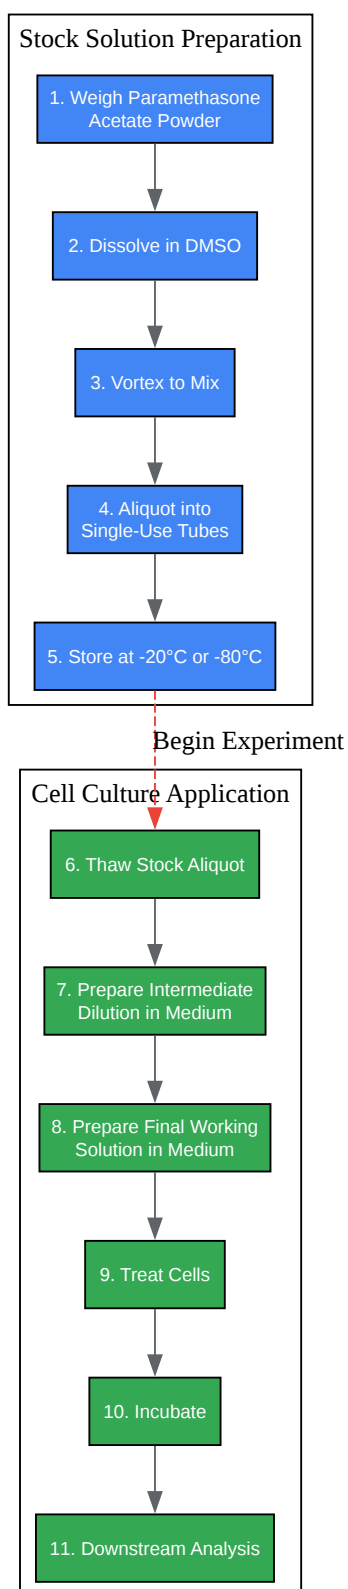 Stock Solution Preparation
1. Weigh Paramethasone
Acetate Powder
2. Dissolve in DMSO
3. Vortex to Mix
4. Aliquot into
Single-Use Tubes
5. Store at -20°C or -80°C
Begin Experiment
Cell Culture Application
6. Thaw Stock Aliquot
7. Prepare Intermediate
Dilution in Medium
8. Prepare Final Working
Solution in Medium
9. Treat Cells
10. Incubate
11. Downstream Analysis